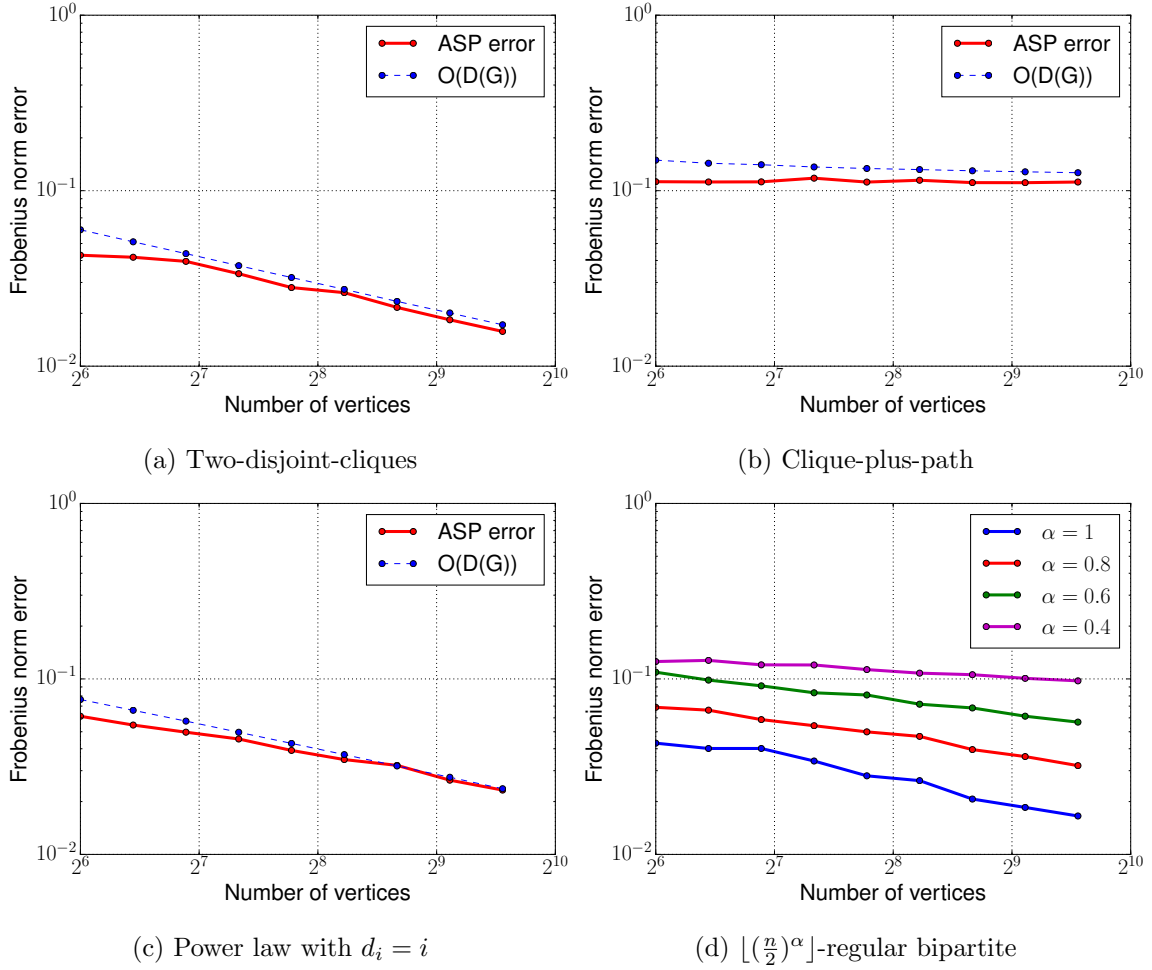 10^0
ASP error
O(D(G))
Frobenius norm error
10^{-1}
10^{-2}
2^6 2^7 2^8 2^9 2^{10}
Number of vertices
(a) Two-disjoint-cliques
10^0
ASP error
O(D(G))
Frobenius norm error
10^{-1}
10^{-2}
2^6 2^7 2^8 2^9 2^{10}
Number of vertices
(b) Clique-plus-path
10^0
ASP error
O(D(G))
Frobenius norm error
10^{-1}
10^{-2}
2^6 2^7 2^8 2^9 2^{10}
Number of vertices
(c) Power law with d_i = i
10^0
α = 1
α = 0.8
α = 0.6
α = 0.4
Frobenius norm error
10^{-1}
10^{-2}
2^6 2^7 2^8 2^9 2^{10}
Number of vertices
(d) ⌊(n/2)^α⌋-regular bipartite